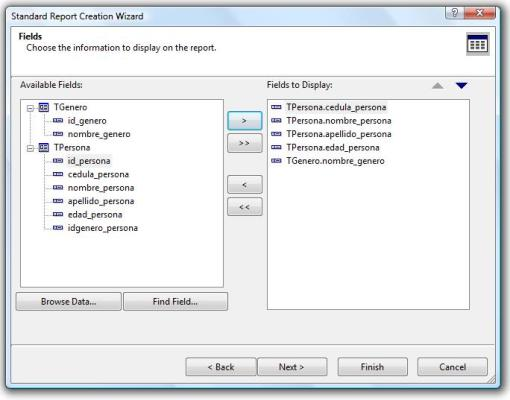 Standard Report Creation Wizard
Fields
Choose the information to display on the report.
Available Fields:
TGenero
id_genero
nombre_genero
TPersona
id_persona
cedula_persona
nombre_persona
apellido_persona
edad_persona
idgenero_persona
>
>>
<
<<
Fields to Display:
TPersona.cedula_persona
TPersona.nombre_persona
TPersona.apellido_persona
TPersona.edad_persona
TGenero.nombre_genero
Browse Data...
Find Field...
< Back
Next >
Finish
Cancel